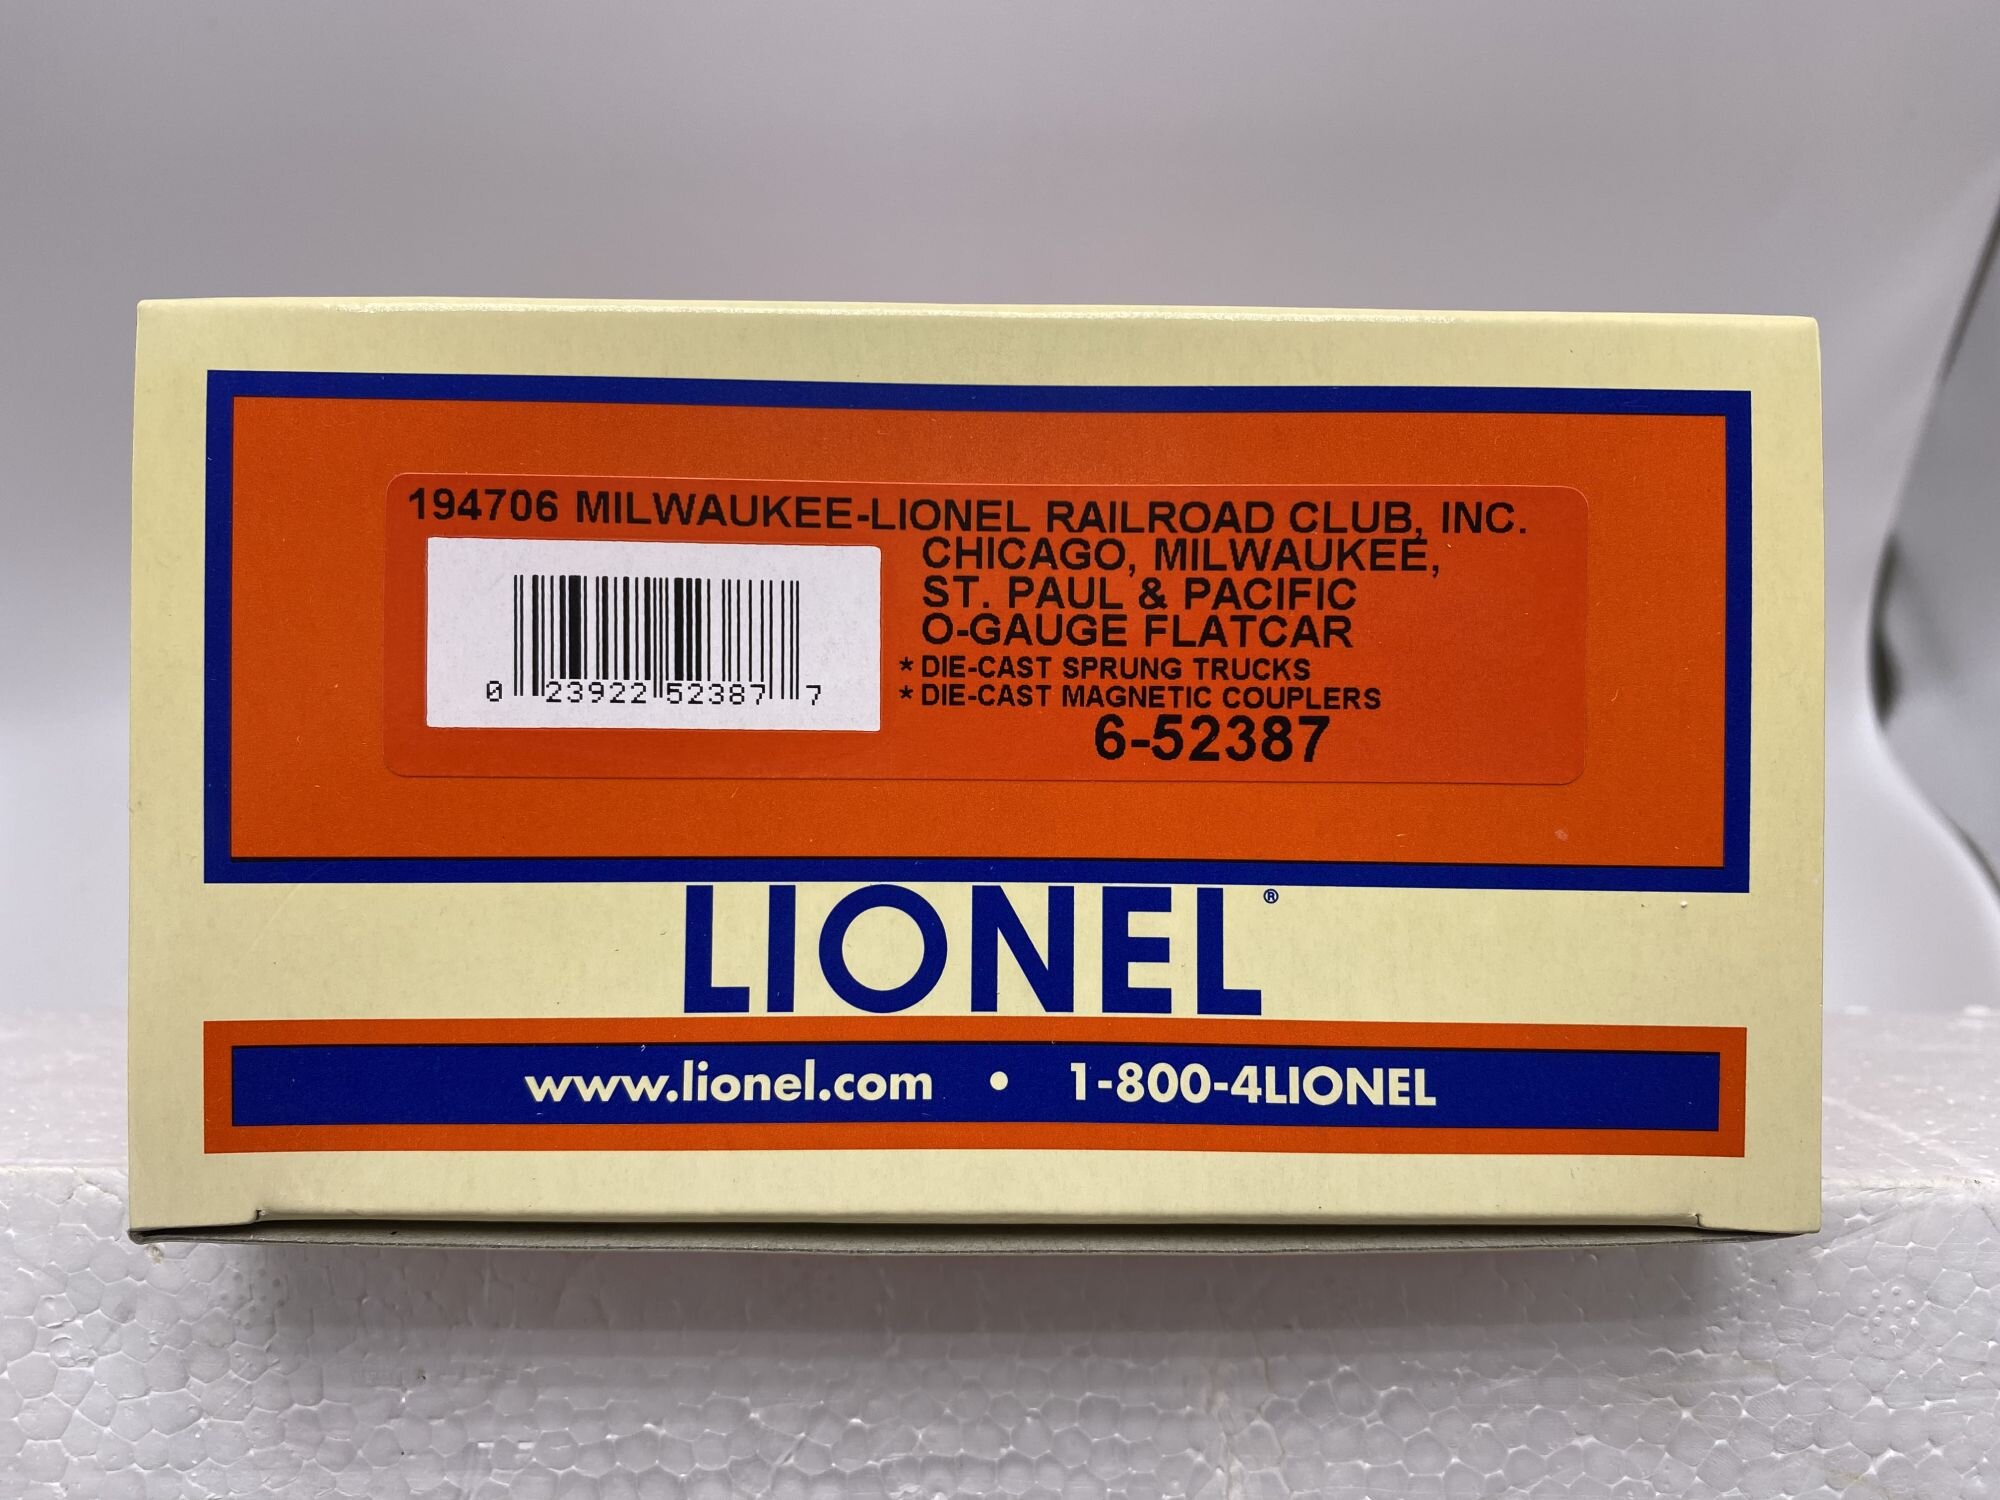 194706 MILWAUKEE-LIONEL RAILROAD CLUB, INC.
CHICAGO, MILWAUKEE,
ST. PAUL & PACIFIC
O-GAUGE FLATCAR
* DIE-CAST SPRUNG TRUCKS
* DIE-CAST MAGNETIC COUPLERS
6-52387
0 23922 52387 7
LIONEL®
www.lionel.com • 1-800-4LIONEL